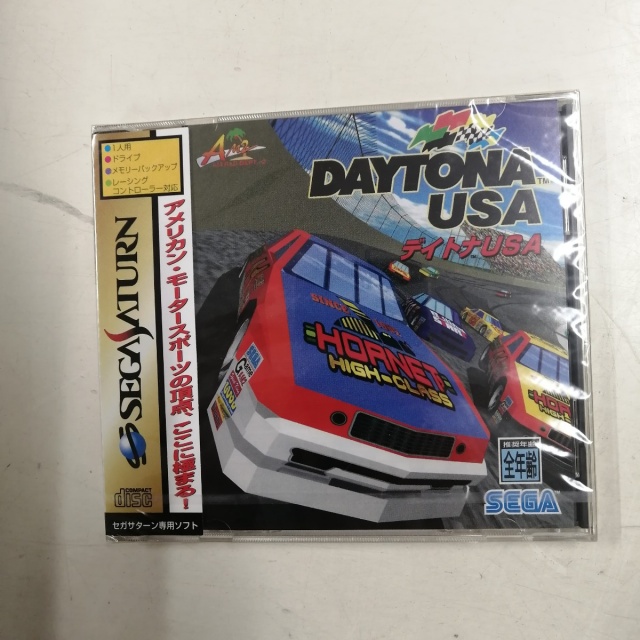 1人用
ドライブ
メモリーバックアップ
レーシング
コントローラー対応
SEGA SATURN
COMPACT
disc
セガサターン専用ソフト
アメリカン・モータースポーツの頂点、ここに極まる!
AM2
DAYTONA
USA
TM
デイトナUSA
HORNET
HIGH-CLASS
推奨年齢
全年齢
SEGA